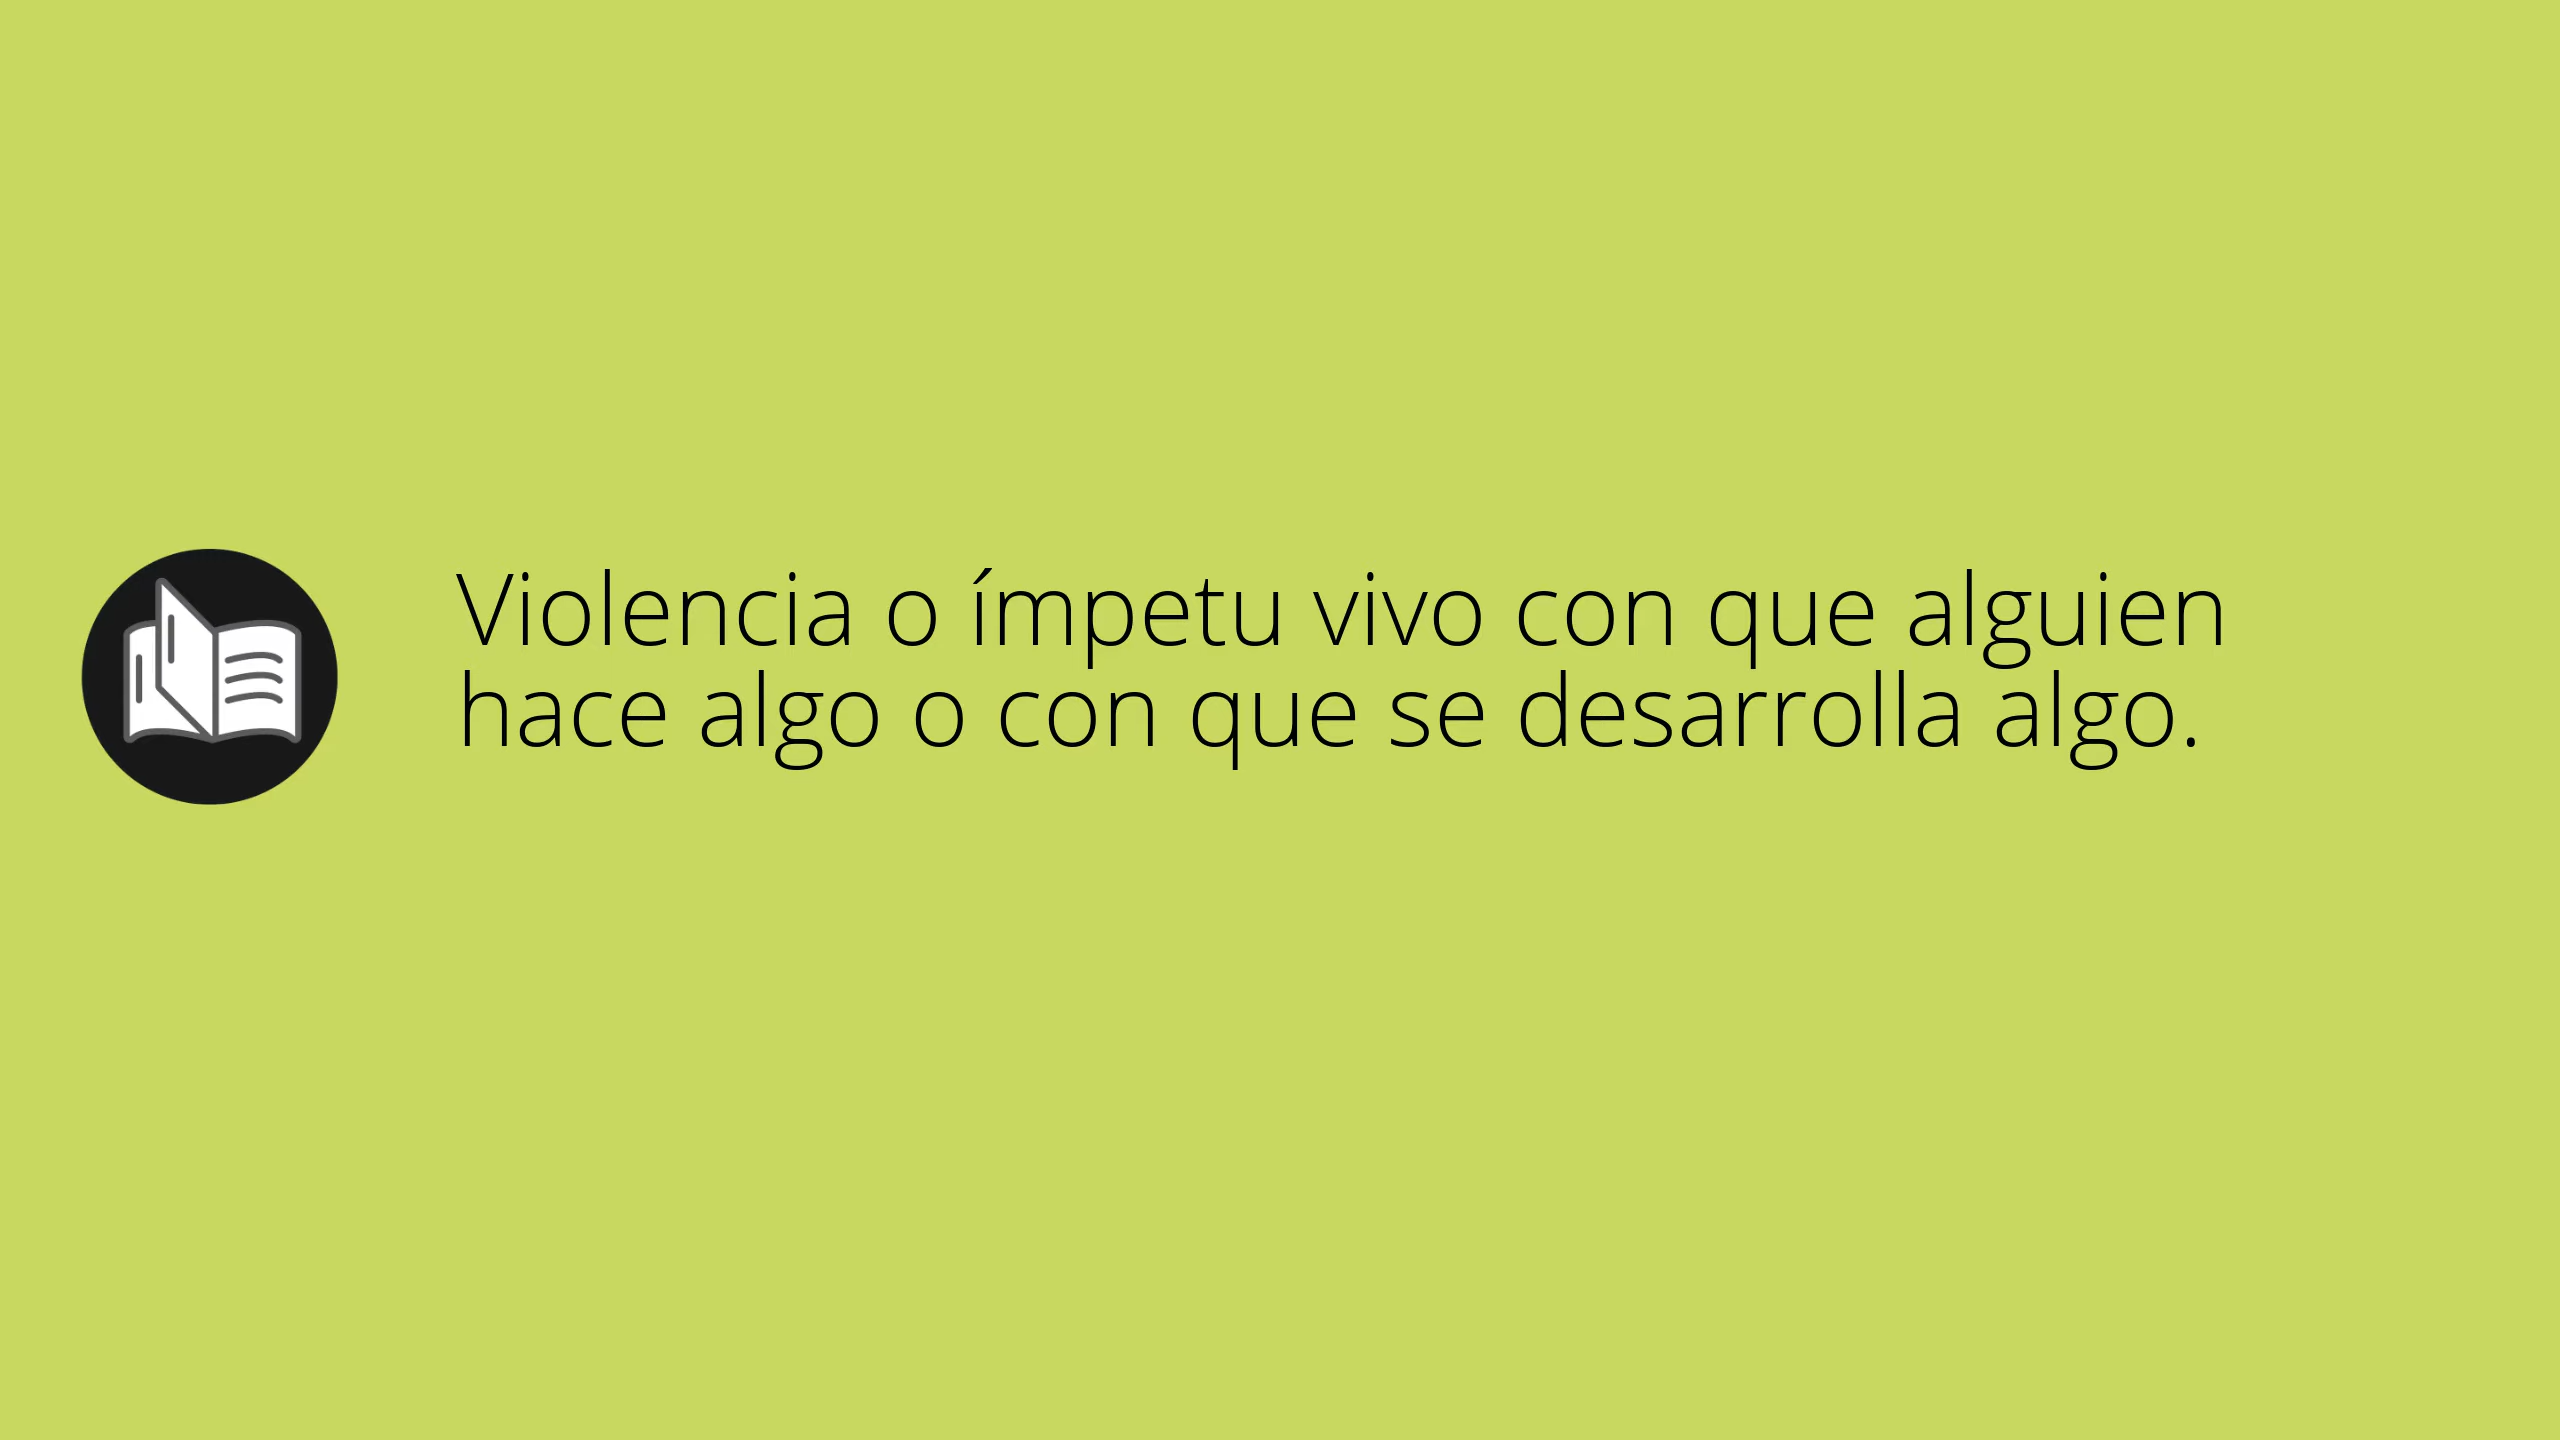 Violencia o ímpetu vivo con que alguien
hace algo o con que se desarrolla algo.